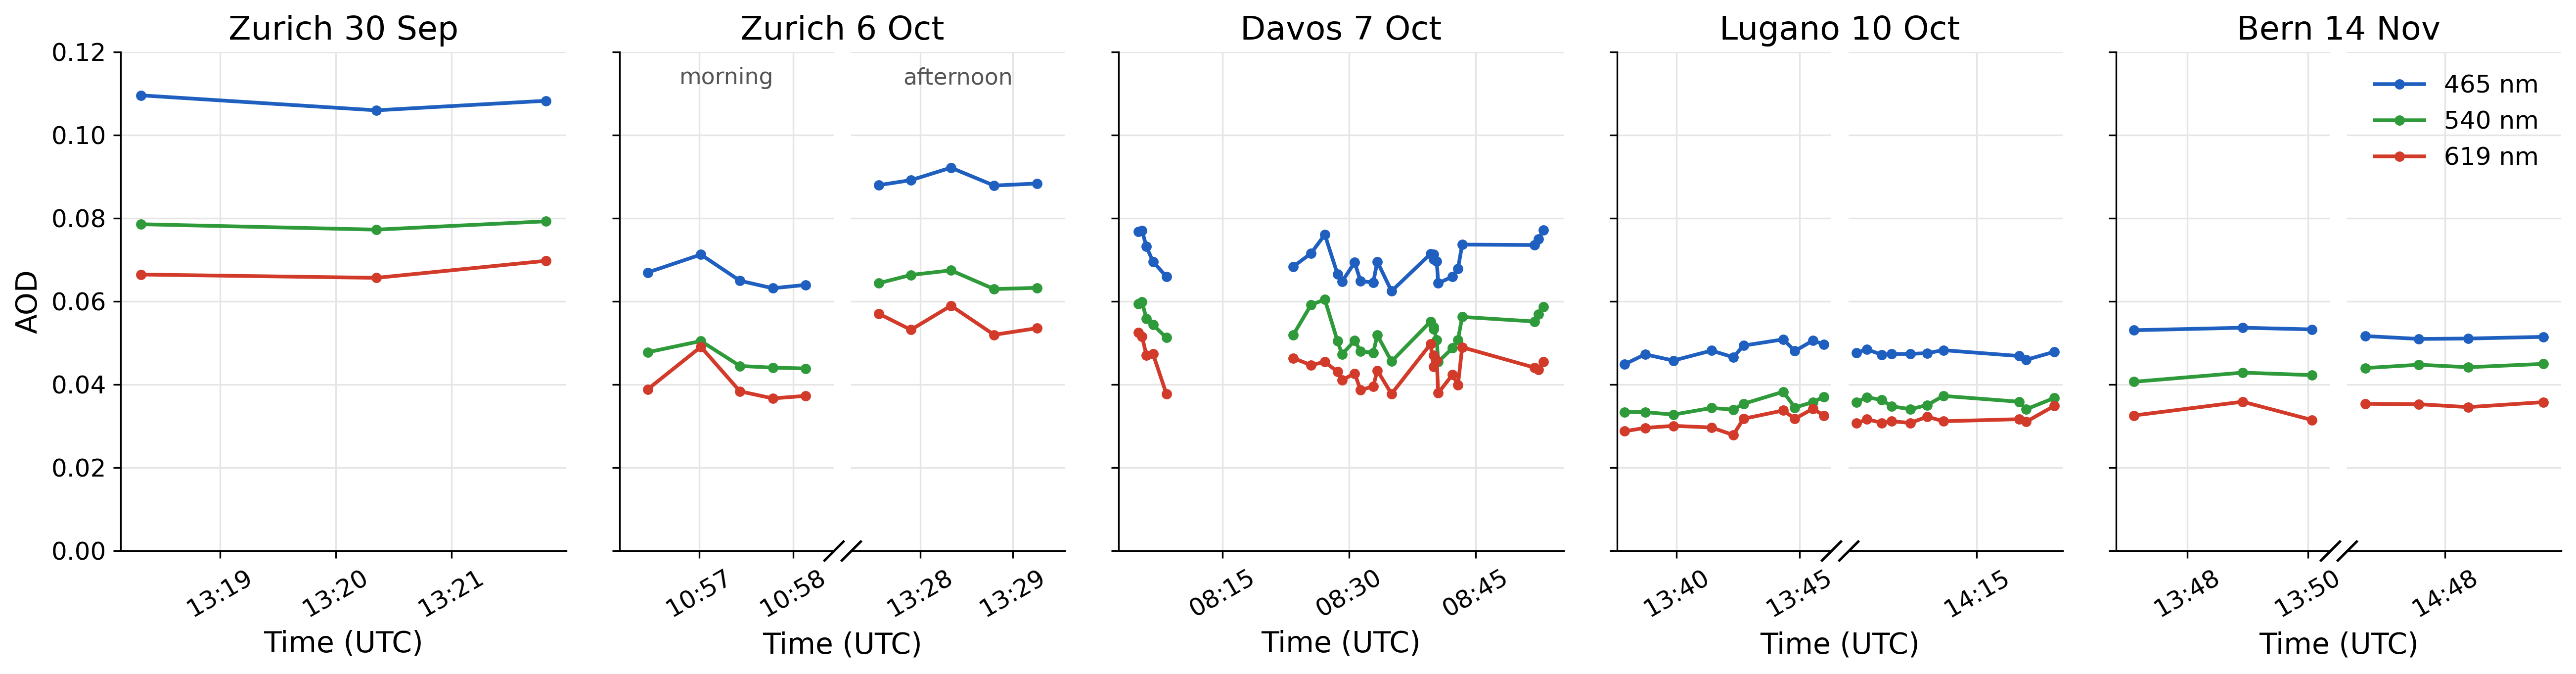 Zurich 30 Sep
Zurich 6 Oct
Davos 7 Oct
Lugano 10 Oct
Bern 14 Nov
0.12
0.10
0.08
0.06
0.04
0.02
0.00
AOD
morning
afternoon
465 nm
540 nm
619 nm
13:19
13:20
13:21
10:57
10:58
13:28
13:29
08:15
08:30
08:45
13:40
13:45
14:15
13:48
13:50
14:48
Time (UTC)
Time (UTC)
Time (UTC)
Time (UTC)
Time (UTC)